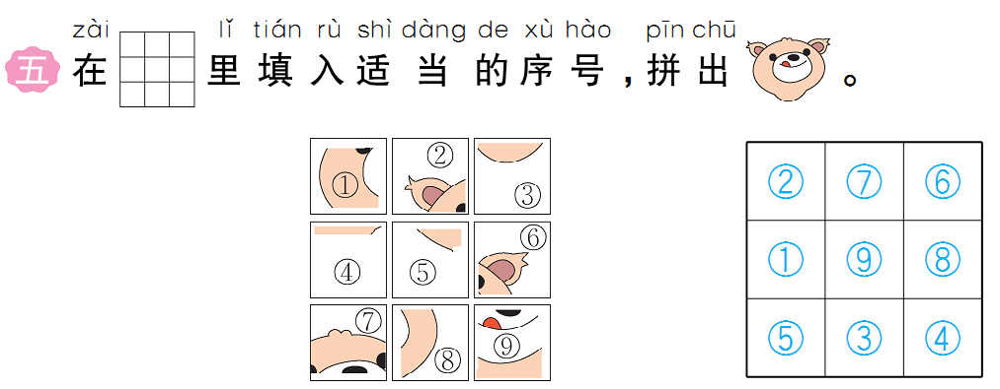 zài lǐ tián rù shì dàng de xù hào pīn chū
五 在 里 填 入 适 当 的 序 号 , 拼 出 。
① ② ③
④ ⑤ ⑥
⑦ ⑧ ⑨
② ⑦ ⑥
① ⑨ ⑧
⑤ ③ ④